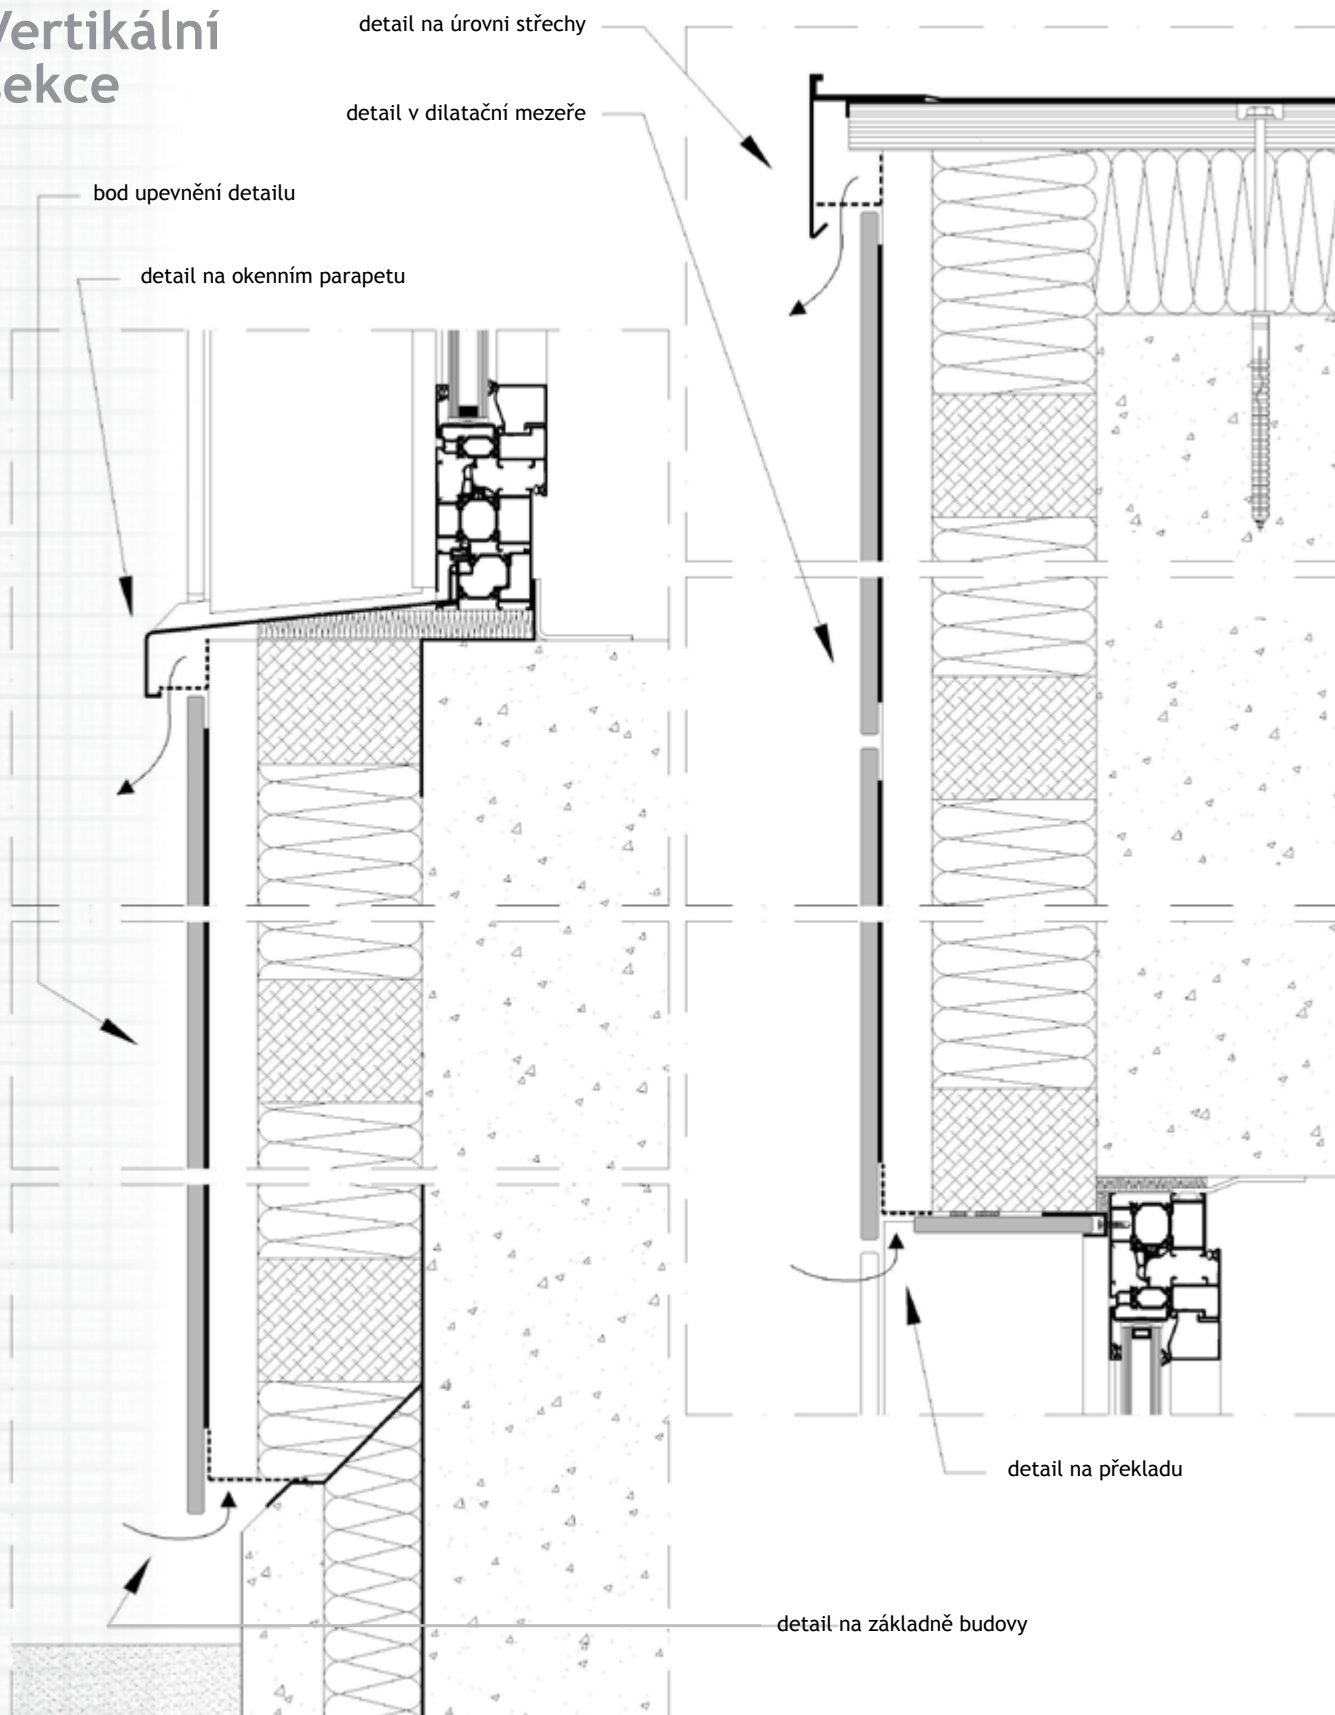 Vertikální
sekce
detail na úrovni střechy
detail v dilatační mezeře
bod upevnění detailu
detail na okenním parapetu
detail na překladu
detail na základně budovy